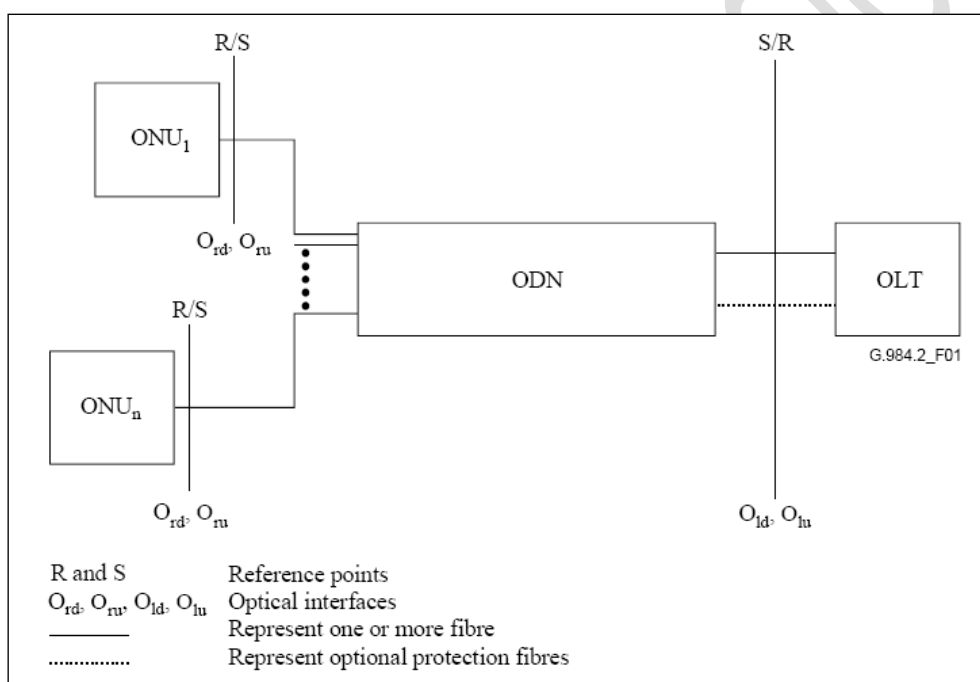 R/S
S/R
ONU1
Ord, Oru
ODN
OLT
G.984.2_F01
R/S
ONUn
Ord, Oru
Old, Olu
R and S Reference points
Ord, Oru, Old, Olu Optical interfaces
Represent one or more fibre
Represent optional protection fibres